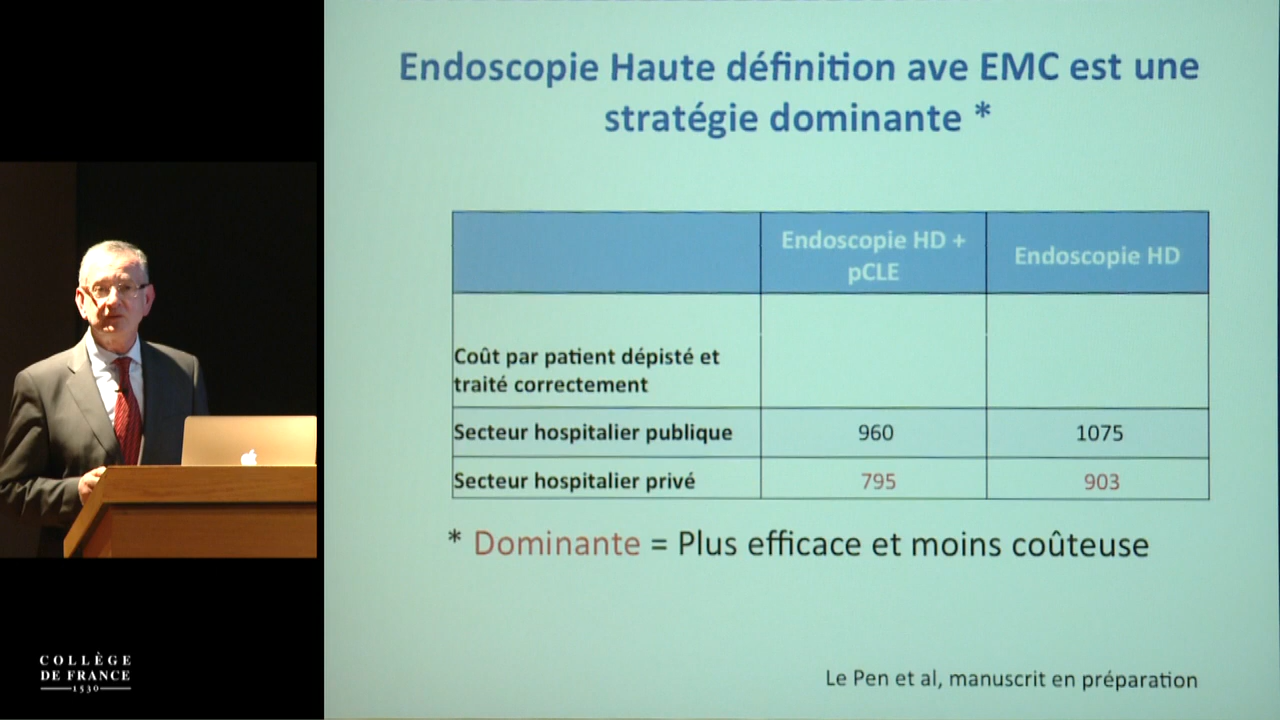 Endoscopie Haute définition ave EMC est une
stratégie dominante *
Endoscopie HD +
pCLE
Endoscopie HD
Coût par patient dépisté et
traité correctement
Secteur hospitalier publique 960 1075
Secteur hospitalier privé 795 903
* Dominante = Plus efficace et moins coûteuse
Le Pen et al, manuscrit en préparation
COLLÈGE
DE FRANCE
1530